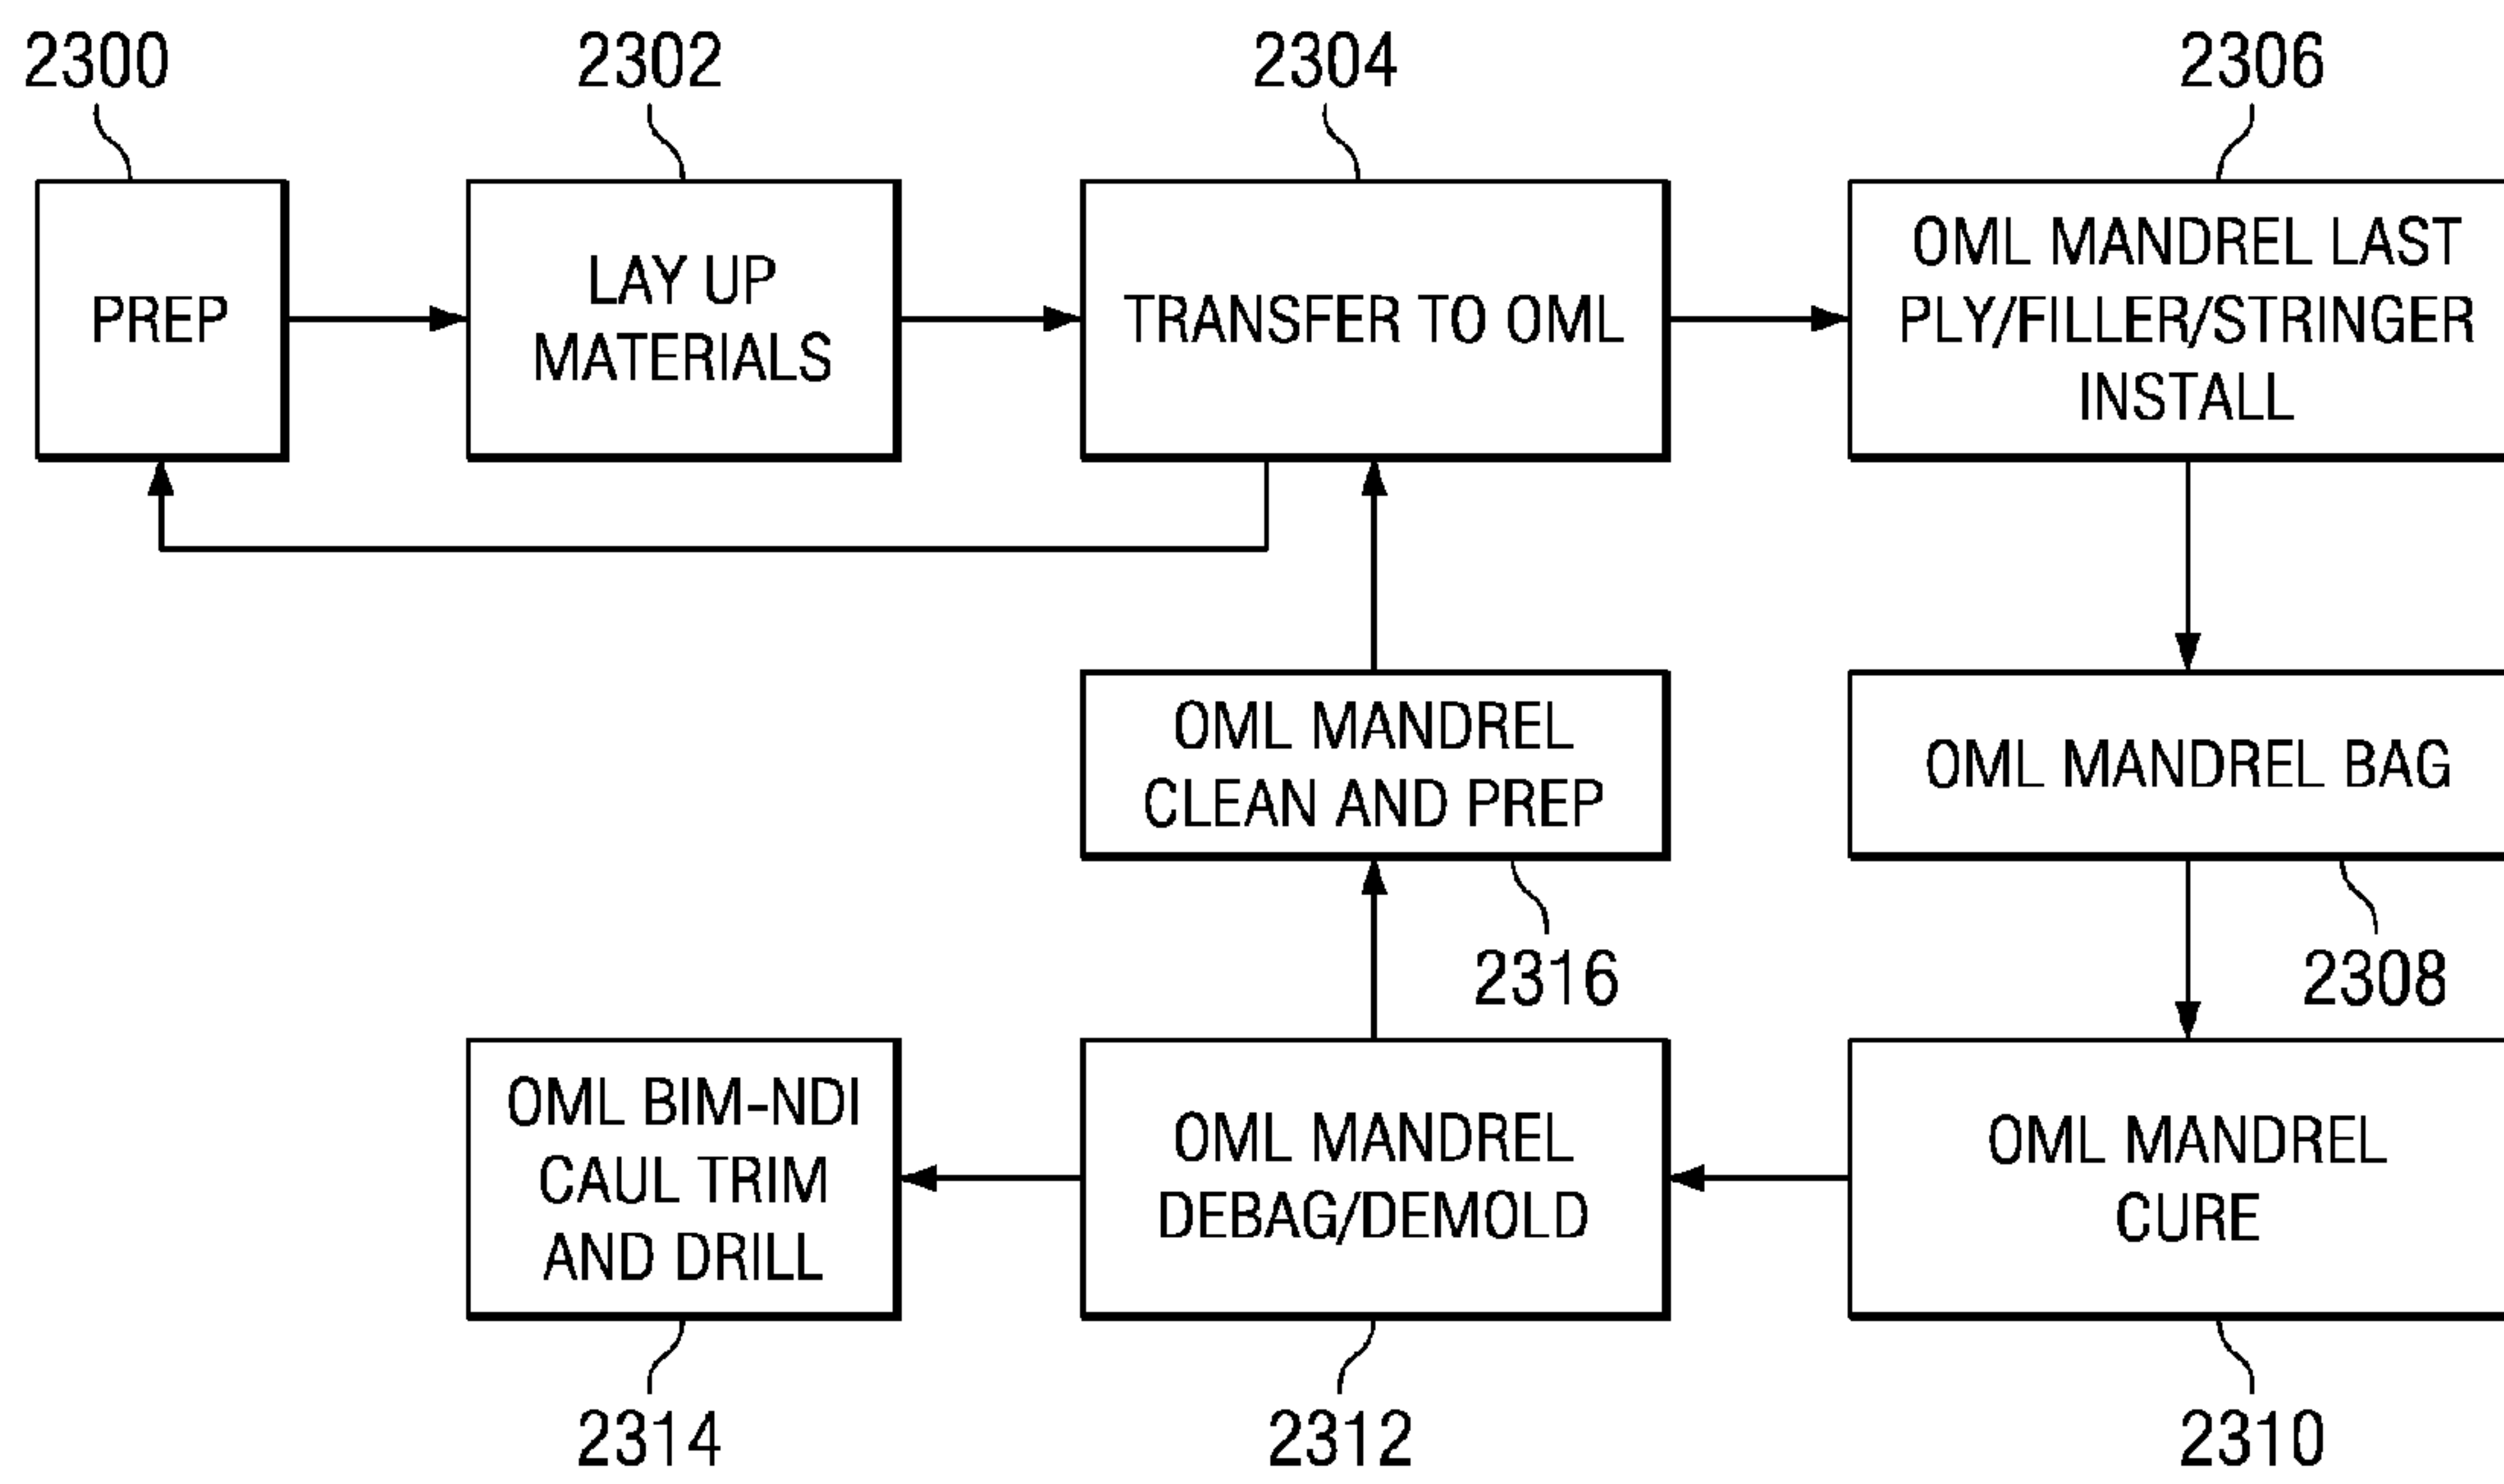 2300
2302
2304
2306
PREP
LAY UP
MATERIALS
TRANSFER TO OML
OML MANDREL LAST
PLY/FILLER/STRINGER
INSTALL
OML MANDREL
CLEAN AND PREP
OML MANDREL BAG
2316
2308
OML BIM-NDI
CAUL TRIM
AND DRILL
OML MANDREL
DEBAG/DEMOLD
OML MANDREL
CURE
2314
2312
2310